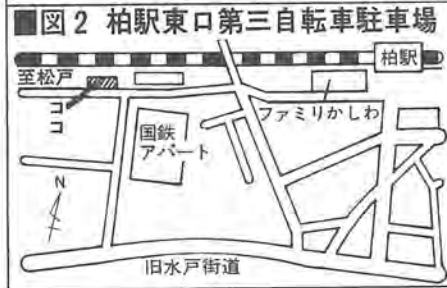 ■図2 柏駅東口第三自転車駐車場
柏駅
至松戸
ココ
ファミリかしわ
国鉄
アパート
N
旧水戸街道